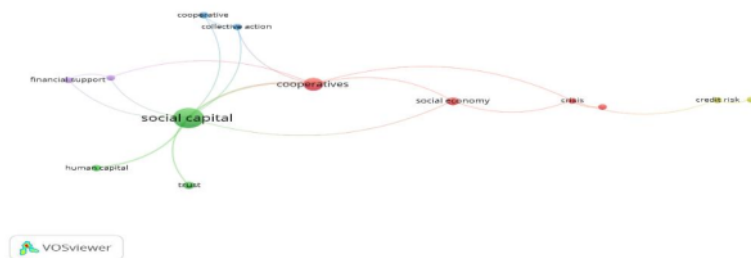 cooperative
collective action
financial support
cooperatives
social economy
crisis
credit risk
social capital
human capital
trust
VOSviewer